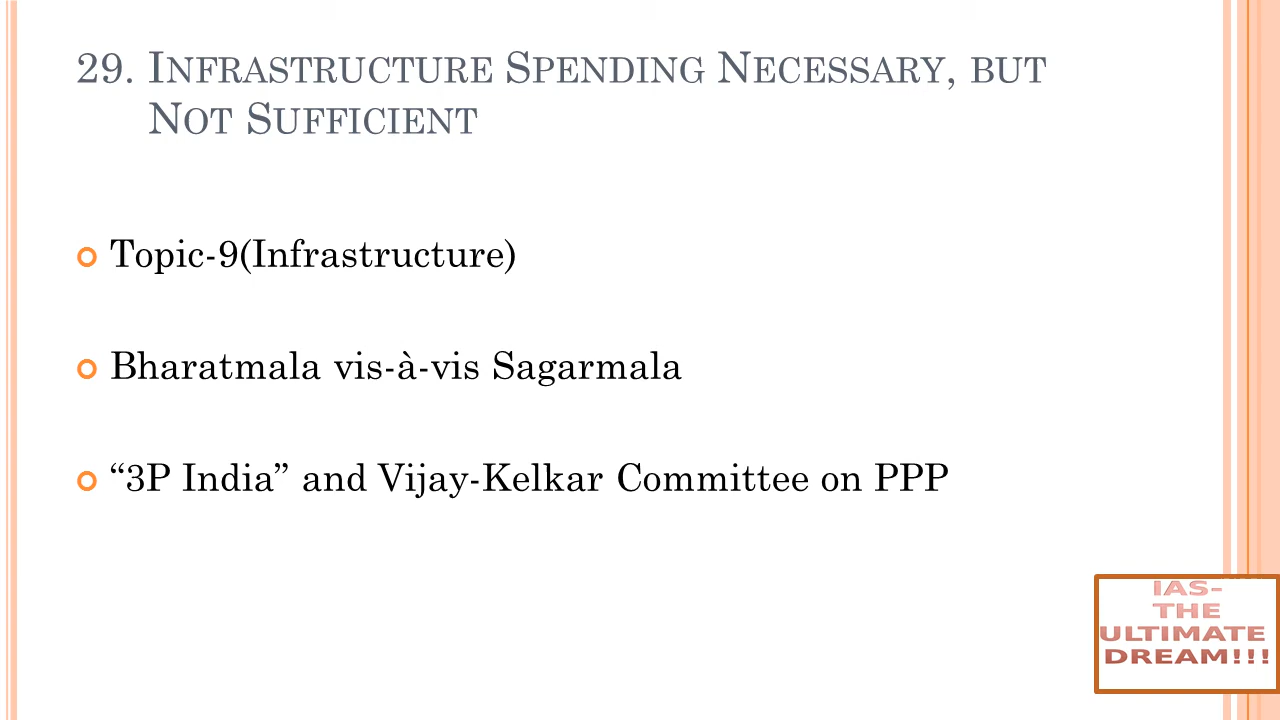 29. INFRASTRUCTURE SPENDING NECESSARY, BUT
NOT SUFFICIENT
Topic-9(Infrastructure)
Bharatmala vis-à-vis Sagarmala
“3P India” and Vijay-Kelkar Committee on PPP
IAS-
THE
ULTIMATE
DREAM!!!